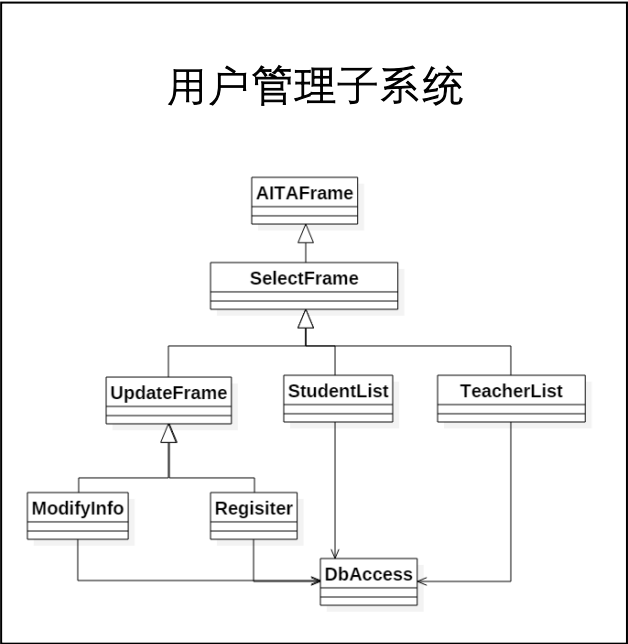 用户管理子系统
AITAFrame
SelectFrame
UpdateFrame
StudentList
TeacherList
ModifyInfo
Regisiter
DbAccess